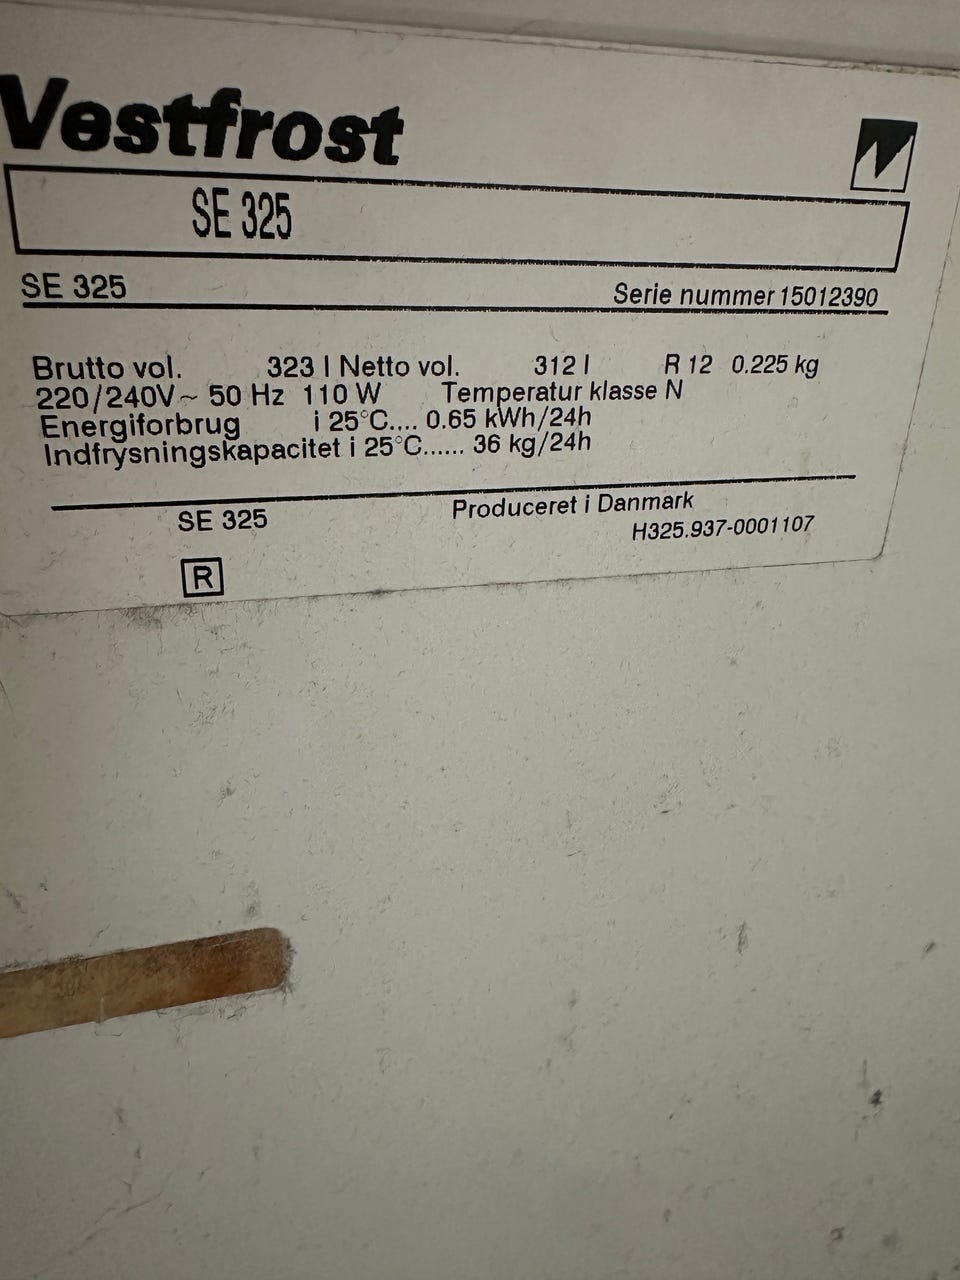 Vestfrost
SE 325
SE 325 Serie nummer 15012390
Brutto vol. 323 l Netto vol. 312 l R 12 0.225 kg
220/240V ~ 50 Hz 110 W Temperatur klasse N
Energiforbrug i 25°C.... 0.65 kWh/24h
Indfrysningskapacitet i 25°C...... 36 kg/24h
SE 325 Produceret i Danmark
H325.937-0001107
R